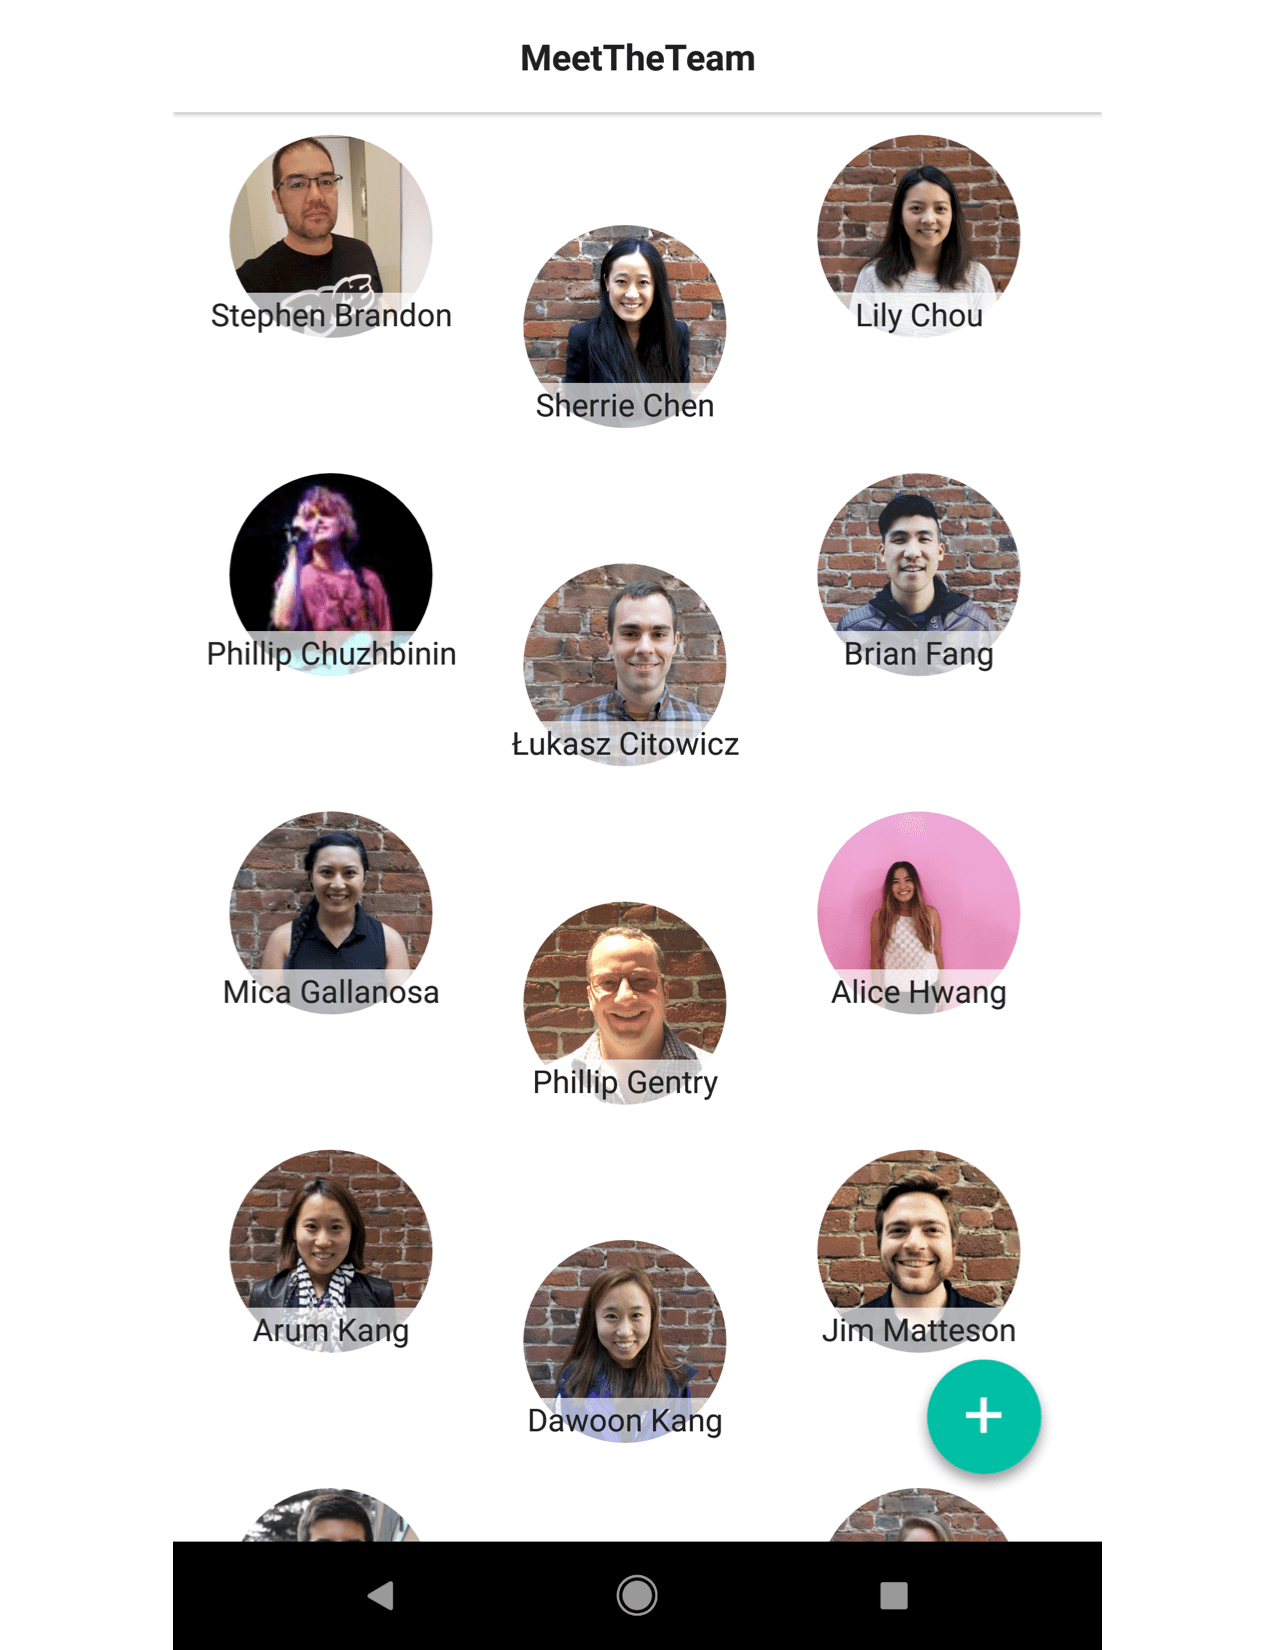 MeetTheTeam
Stephen Brandon
Sherrie Chen
Lily Chou
Phillip Chuzhbinin
Łukasz Citowicz
Brian Fang
Mica Gallanosa
Phillip Gentry
Alice Hwang
Arum Kang
Dawoon Kang
Jim Matteson